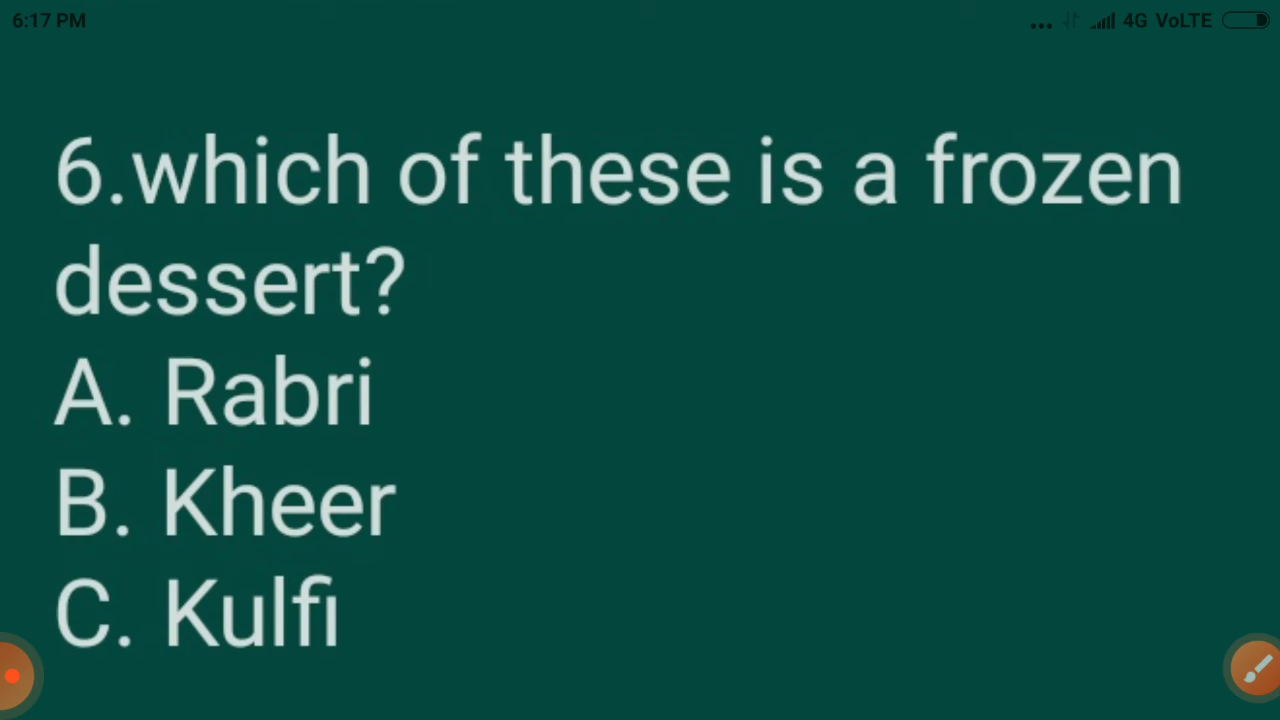 6:17 PM
... 4G VoLTE
6.which of these is a frozen
dessert?
A. Rabri
B. Kheer
C. Kulfi